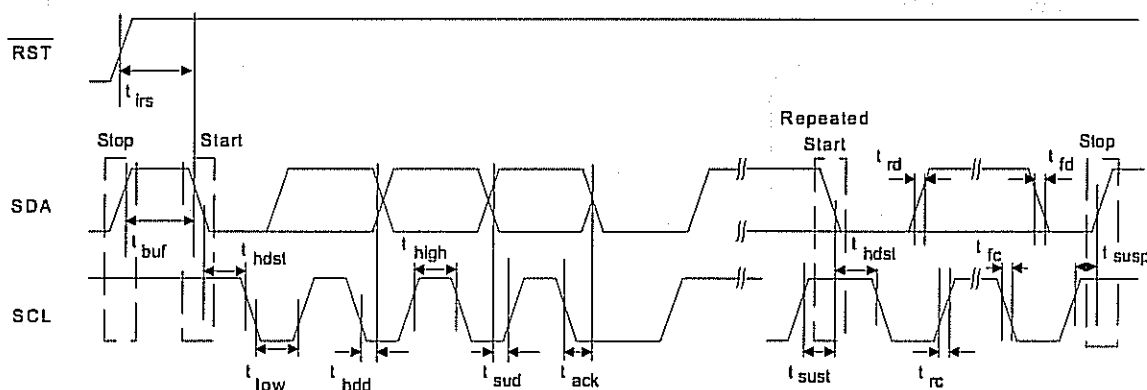 RST
t irs
Repeated
Stop Start Start Stop
t rd t fd
SDA
t buf t hdst t high t hdst t fc t susp
SCL
t low t hdd t sud t ack t sust t rc